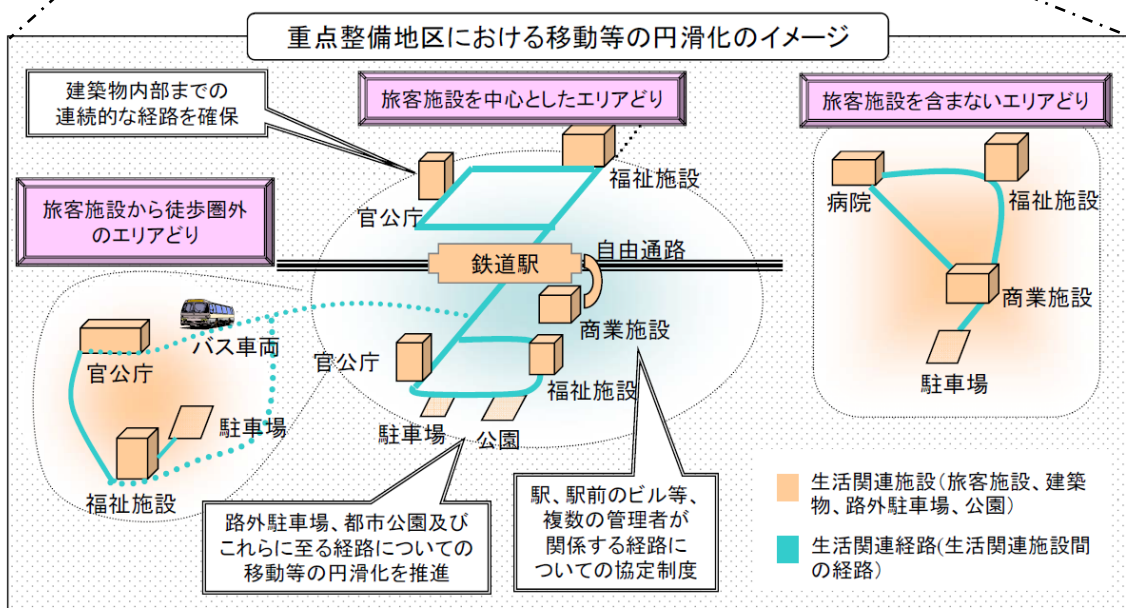 重点整備地区における移動等の円滑化のイメージ
建築物内部までの
連続的な経路を確保
旅客施設を中心としたエリアどり
旅客施設を含まないエリアどり
旅客施設から徒歩圏外
のエリアどり
官公庁
福祉施設
自由通路
鉄道駅
商業施設
官公庁
福祉施設
駐車場
公園
バス車両
官公庁
駐車場
福祉施設
病院
福祉施設
商業施設
駐車場
路外駐車場、都市公園及び
これらに至る経路についての
移動等の円滑化を推進
駅、駅前のビル等、
複数の管理者が
関係する経路に
ついての協定制度
生活関連施設(旅客施設、建築
物、路外駐車場、公園)
生活関連経路(生活関連施設間
の経路)